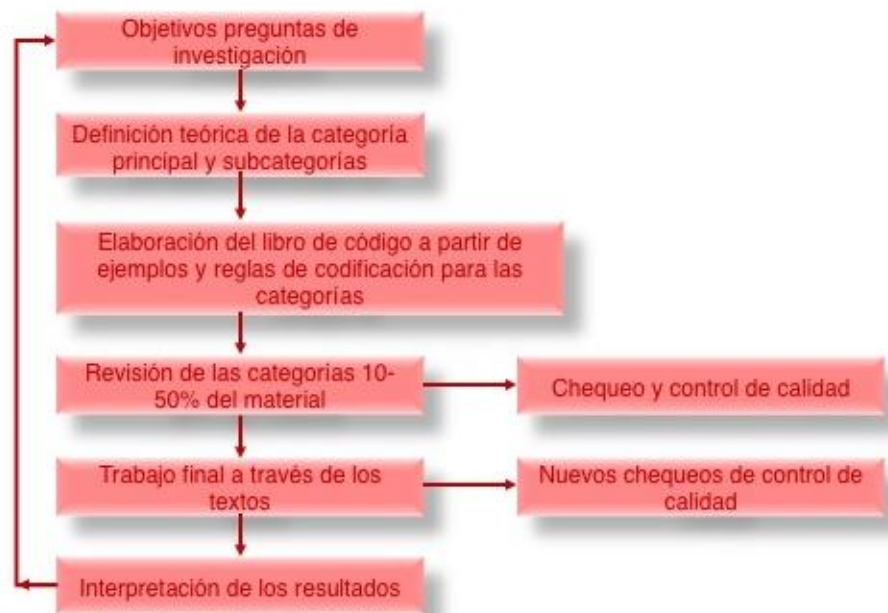 Objetivos preguntas de
investigación
Definición teórica de la categoría
principal y subcategorías
Elaboración del libro de código a partir de
ejemplos y reglas de codificación para las
categorías
Revisión de las categorías 10-
50% del material
Chequeo y control de calidad
Trabajo final a través de los
textos
Nuevos chequeos de control de
calidad
Interpretación de los resultados